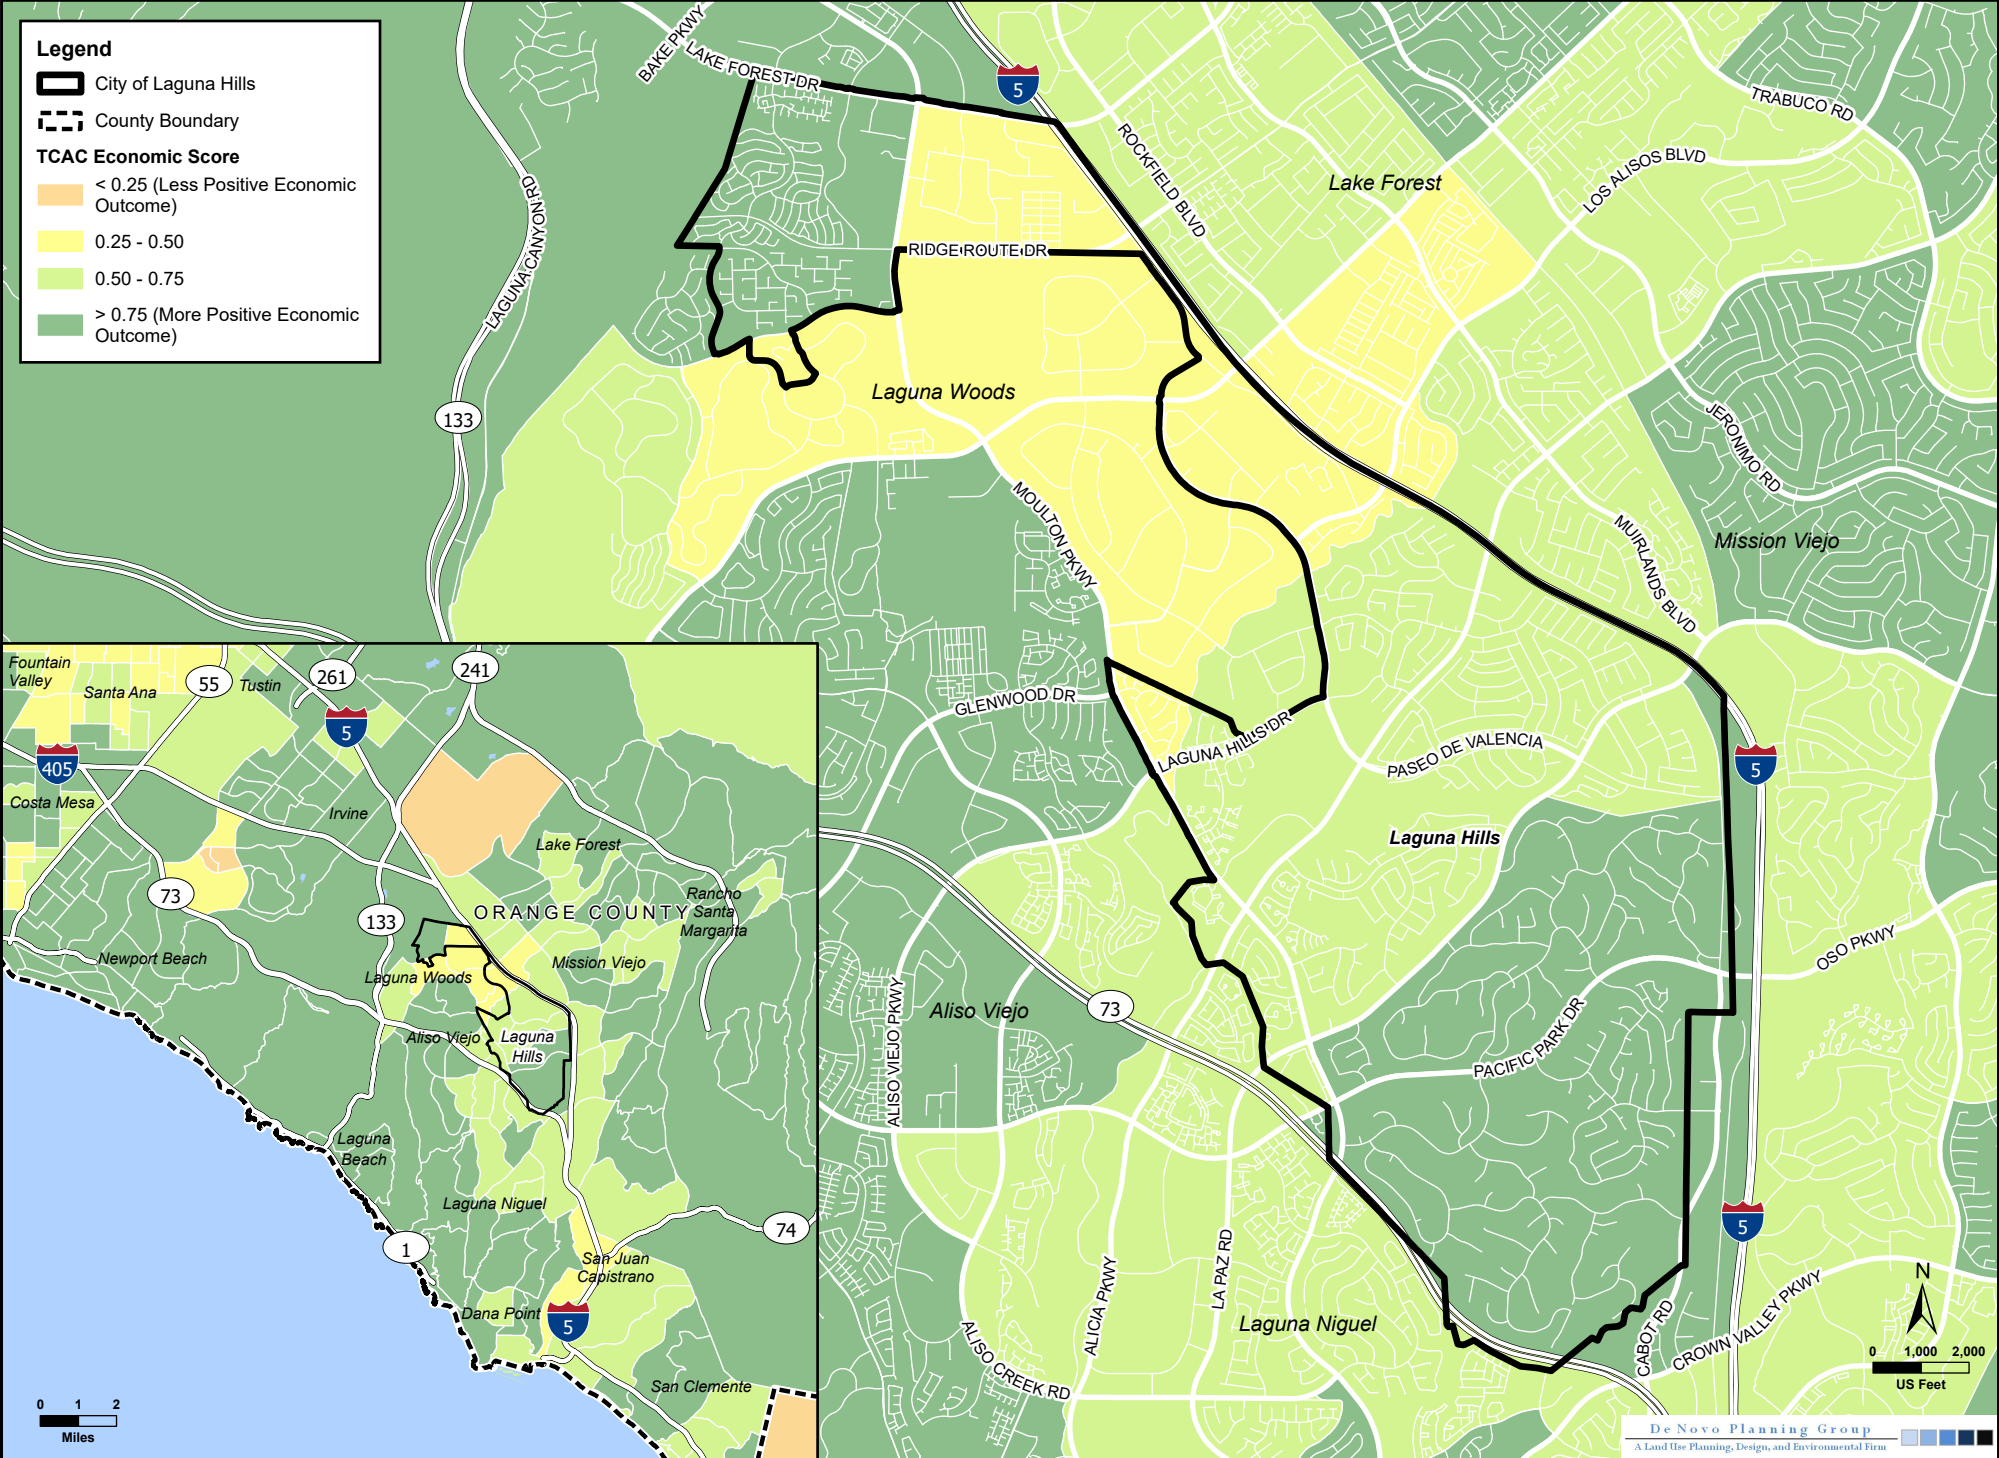 Legend
City of Laguna Hills
County Boundary
TCAC Economic Score
< 0.25 (Less Positive Economic
Outcome)
0.25 - 0.50
0.50 - 0.75
> 0.75 (More Positive Economic
Outcome)
BAKE PKWY
LAKE FOREST DR
5
ROCKFIELD BLVD
TRABUCO RD
LOS ALISOS BLVD
Lake Forest
LAGUNA CANYON RD
RIDGE ROUTE DR
133
Laguna Woods
JERONIMO RD
MOULTON PKWY
MUIRLANDS BLVD
Mission Viejo
GLENWOOD DR
LAGUNA HILLS DR
PASEO DE VALENCIA
5
Laguna Hills
OSO PKWY
Aliso Viejo
ALISO VIEJO PKWY
73
PACIFIC PARK DR
5
LA PAZ RD
ALICIA PKWY
Laguna Niguel
ALISO CREEK RD
CABOT RD
CROWN VALLEY PKWY
N
0 1,000 2,000
US Feet
De Novo Planning Group
A Land Use Planning, Design, and Environmental Firm
Fountain
Valley
Santa Ana
55
Tustin
261
241
5
405
Costa Mesa
Irvine
Lake Forest
73
133
ORANGE COUNTY
Rancho
Santa
Margarita
Newport Beach
Laguna Woods
Mission Viejo
Aliso Viejo
Laguna
Hills
Laguna
Beach
Laguna Niguel
1
74
San Juan
Capistrano
Dana Point
5
San Clemente
0 1 2
Miles